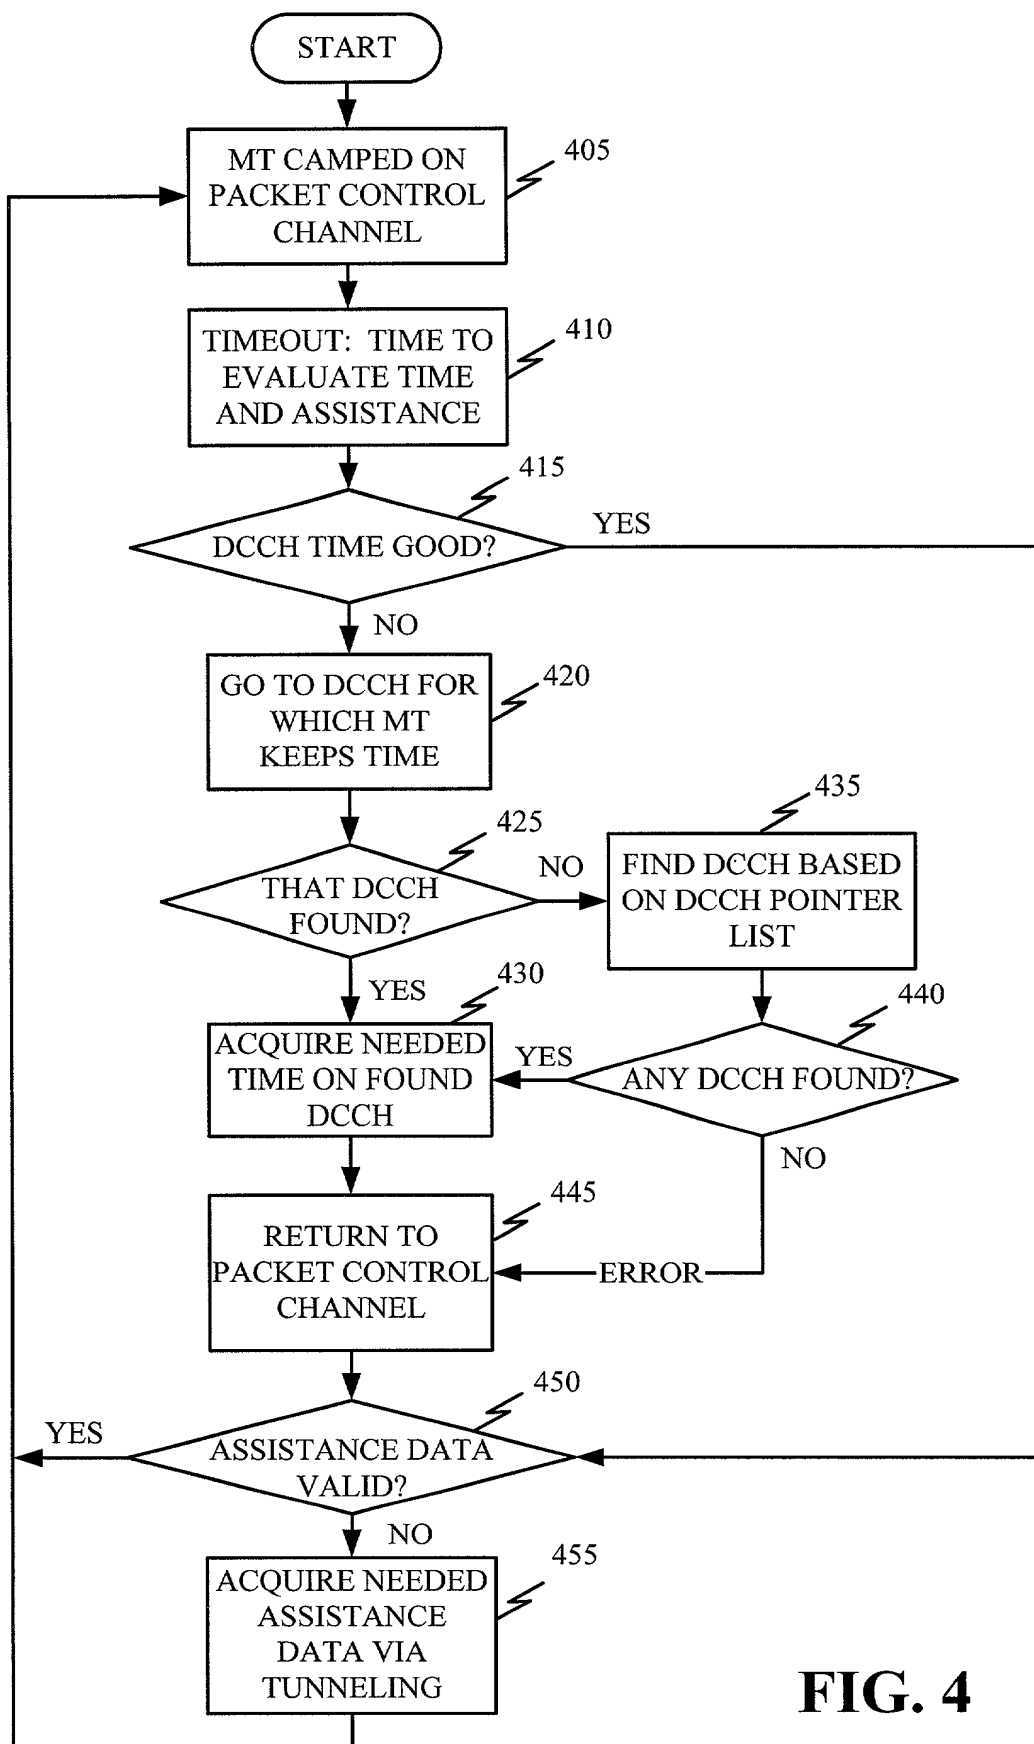 START
MT CAMPED ON
PACKET CONTROL
CHANNEL
405
TIMEOUT: TIME TO
EVALUATE TIME
AND ASSISTANCE
410
415
DCCH TIME GOOD?
YES
NO
GO TO DCCH FOR
WHICH MT
KEEPS TIME
420
425
THAT DCCH
FOUND?
NO
YES
435
FIND DCCH BASED
ON DCCH POINTER
LIST
430
ACQUIRE NEEDED
TIME ON FOUND
DCCH
440
YES
ANY DCCH FOUND?
NO
445
RETURN TO
PACKET CONTROL
CHANNEL
ERROR
450
YES
ASSISTANCE DATA
VALID?
NO
455
ACQUIRE NEEDED
ASSISTANCE
DATA VIA
TUNNELING
FIG. 4